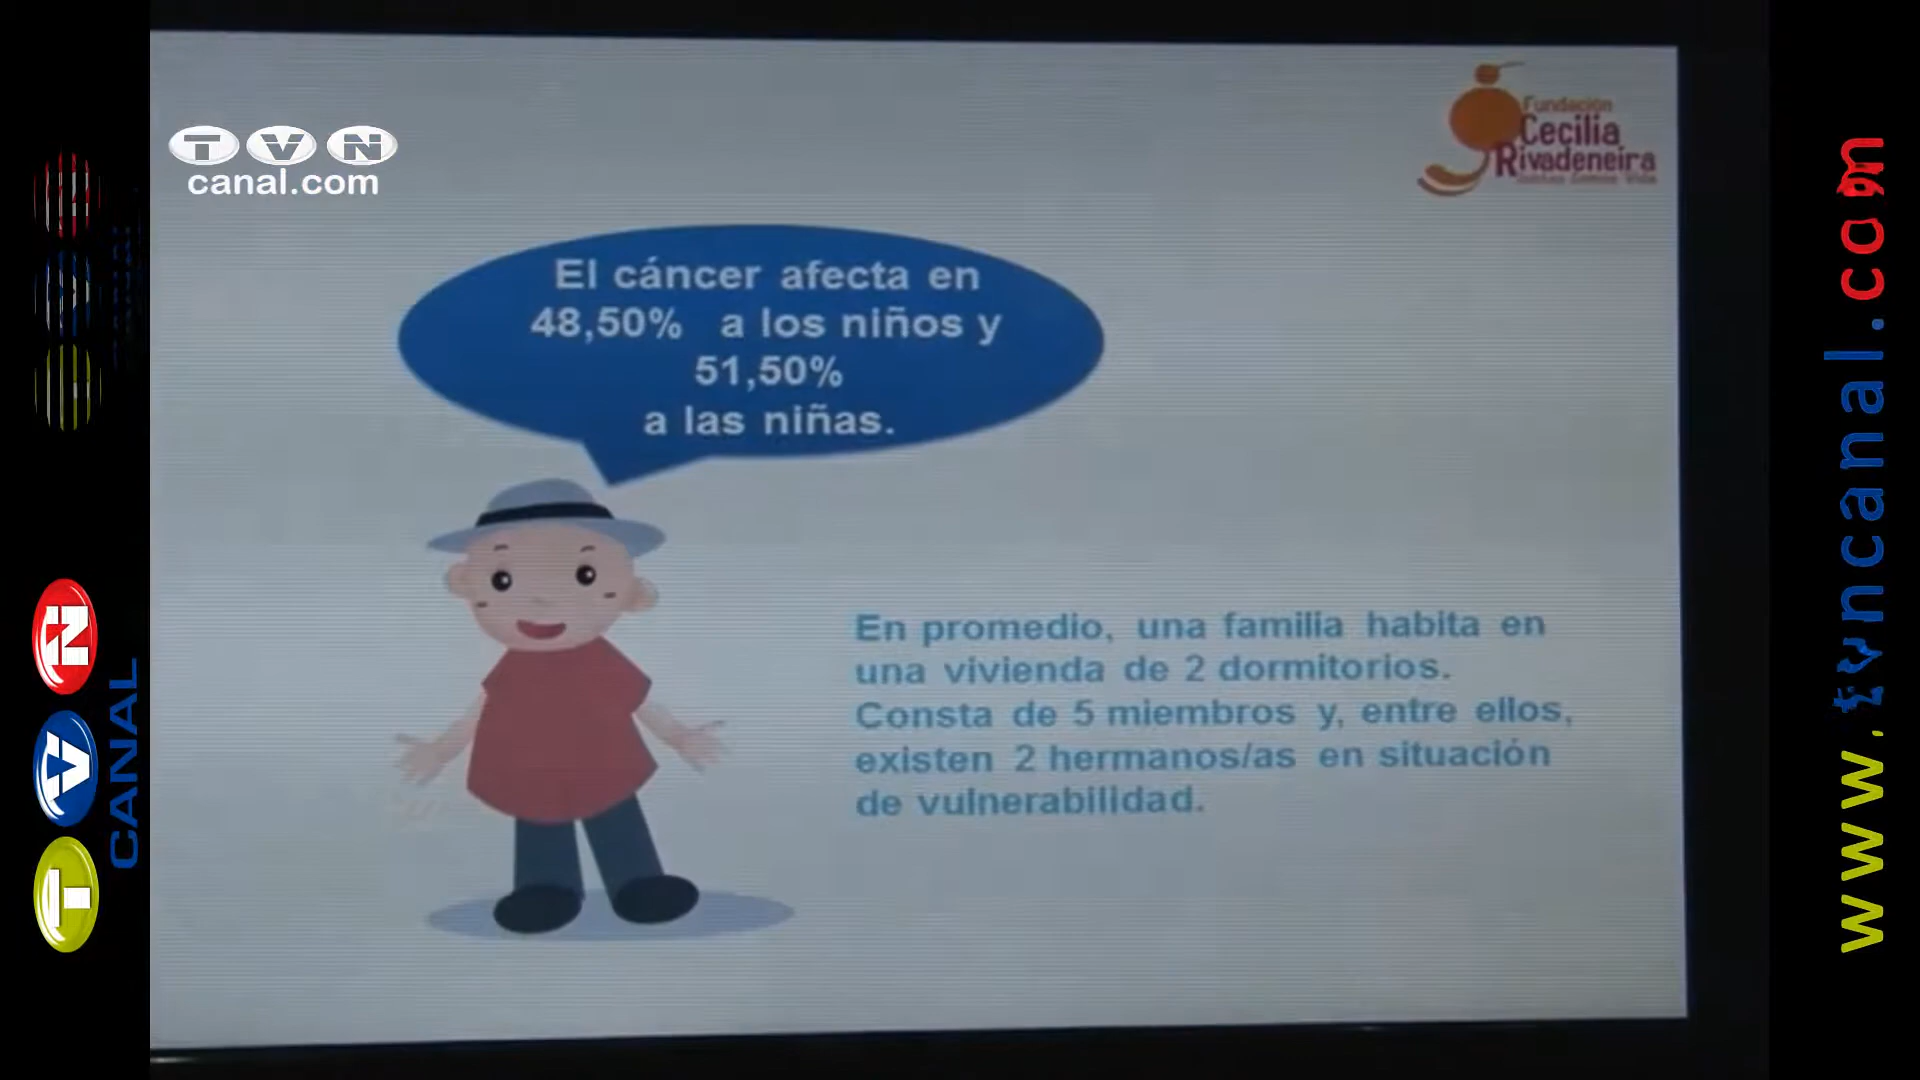 TVN
canal.com
Fundación
Cecilia
Rivadeneira
El cáncer afecta en
48,50% a los niños y
51,50%
a las niñas.
En promedio, una familia habita en
una vivienda de 2 dormitorios.
Consta de 5 miembros y, entre ellos,
existen 2 hermanos/as en situación
de vulnerabilidad.
TVN
CANAL
www.tvncanal.com